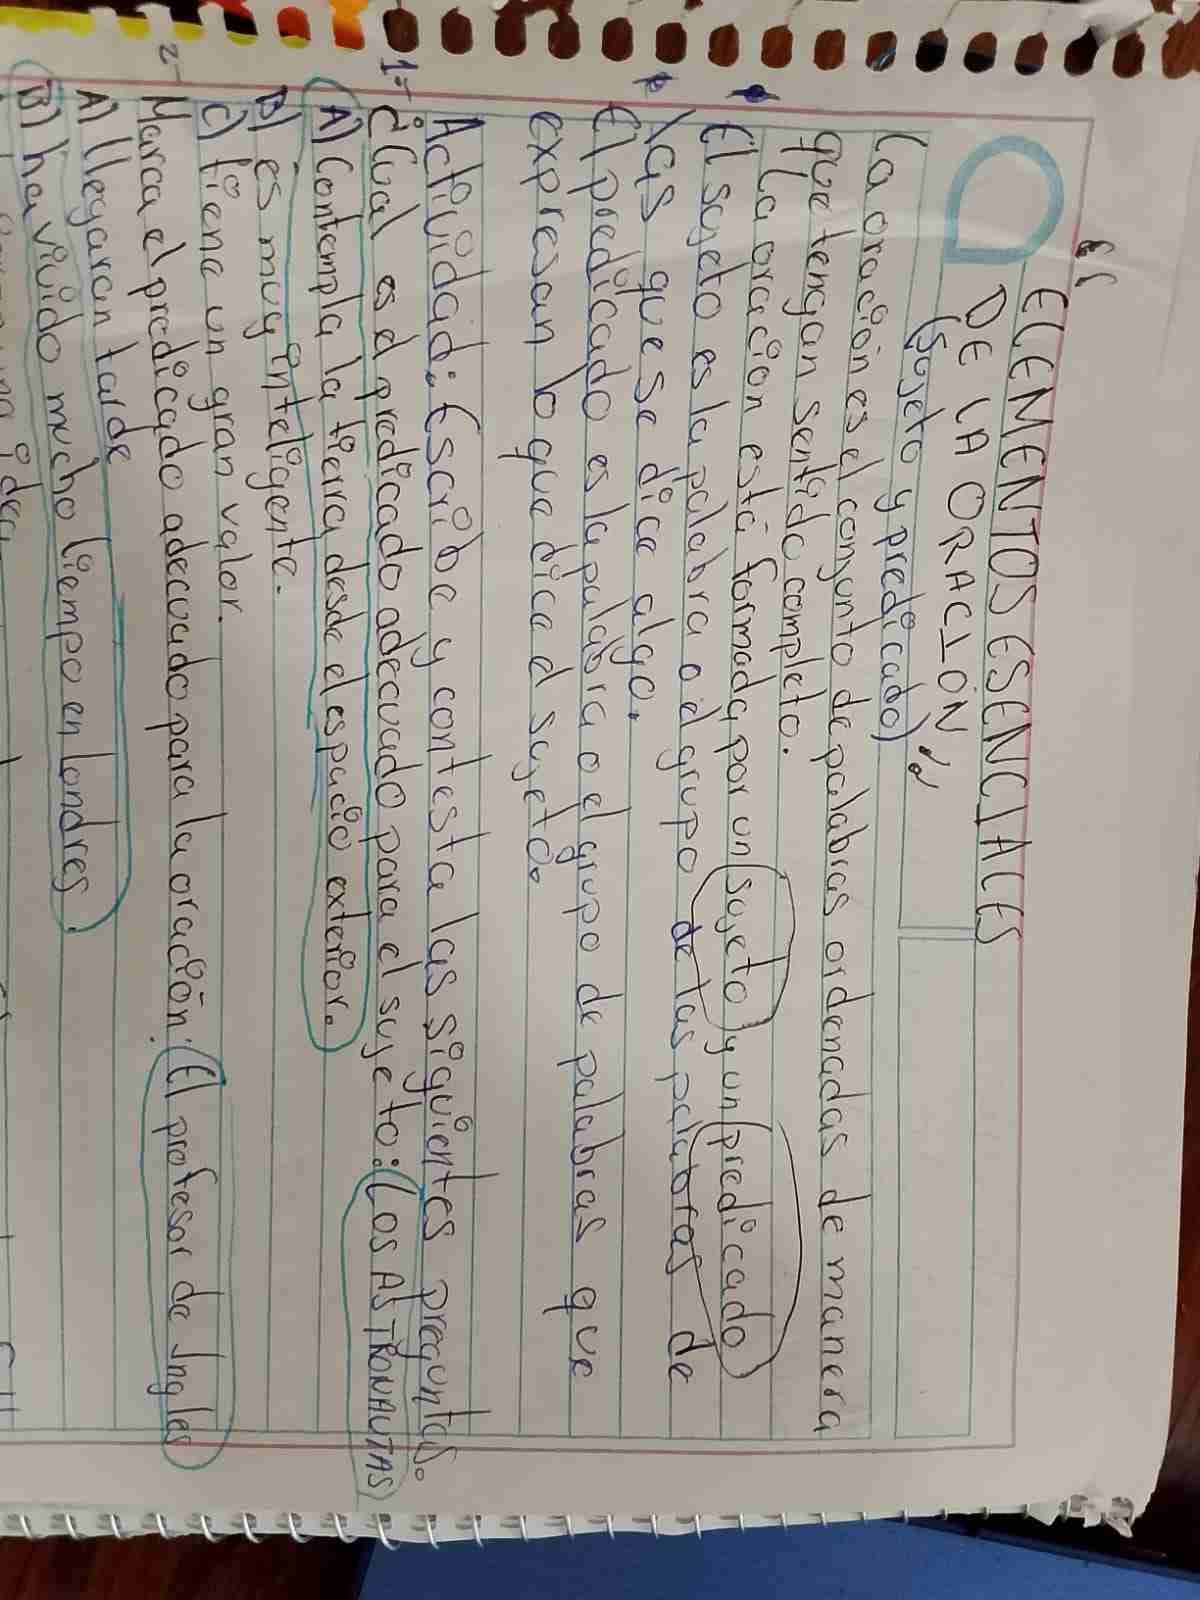 “ELEMENTOS ESENCIALES
DE LA ORACIÓN”
(Sujeto y predicado)
La oración es el conjunto de palabras ordenadas de manera
que tengan sentido completo.
La oracion está formada por un sujeto y un predicado
El sujeto es la palabra o el grupo de las palabras de
las que se dice algo.
El predicado es la palabra o el grupo de palabras que
expresan lo que dice el sujeto.
Actividad: Escribe y contesta las siguientes preguntas.
1- ¿Cual es el predicado adecuado para el sujeto: LOS ASTRONAUTAS
A) Contempla la tierra desde el espacio exterior.
B) es muy inteligente.
C) tiene un gran valor.
2- Marca el predicado adecuado para la oración: El profesor de Ingles
A) llegaran tarde
B) ha vivido mucho tiempo en londres.